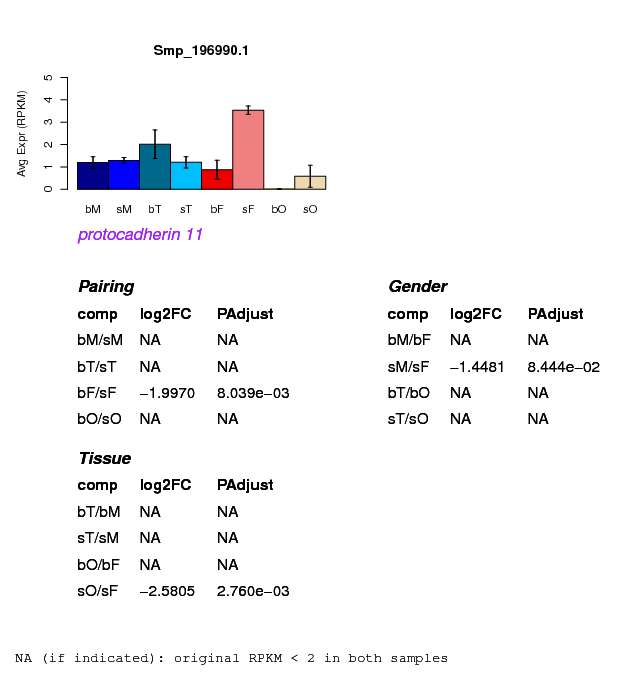 Smp_196990.1
Avg Expr (RPKM)
0 1 2 3 4 5
bM sM bT sT bF sF bO sO
protocadherin 11
Pairing
comp log2FC PAdjust
bM/sM NA NA
bT/sT NA NA
bF/sF −1.9970 8.039e−03
bO/sO NA NA
Gender
comp log2FC PAdjust
bM/bF NA NA
sM/sF −1.4481 8.444e−02
bT/bO NA NA
sT/sO NA NA
Tissue
comp log2FC PAdjust
bT/bM NA NA
sT/sM NA NA
bO/bF NA NA
sO/sF −2.5805 2.760e−03
NA (if indicated): original RPKM < 2 in both samples